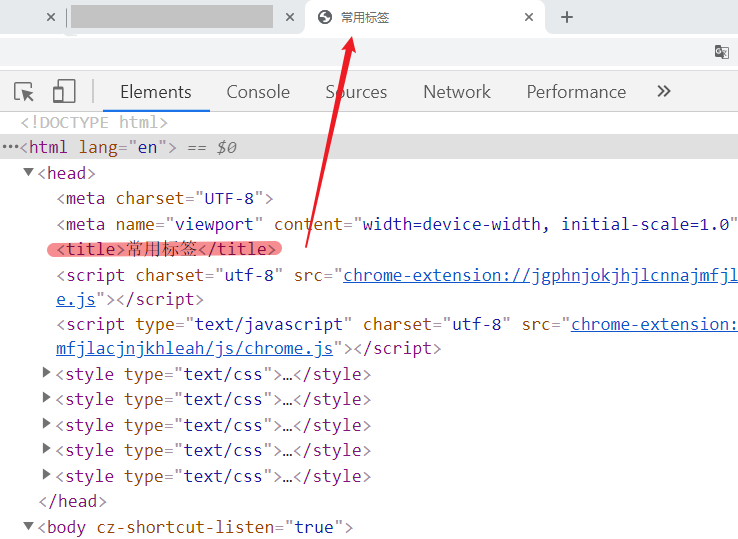 常用标签
Elements Console Sources Network Performance
<!DOCTYPE html>
<html lang="en"> == $0
<head>
<meta charset="UTF-8">
<meta name="viewport" content="width=device-width, initial-scale=1.0"
<title>常用标签</title>
<script charset="utf-8" src="chrome-extension://jgphnjokjhjlcnnajmfjl
e.js"></script>
<script type="text/javascript" charset="utf-8" src="chrome-extension:
mfjlacjnjkhleah/js/chrome.js"></script>
<style type="text/css">…</style>
<style type="text/css">…</style>
<style type="text/css">…</style>
<style type="text/css">…</style>
<style type="text/css">…</style>
</head>
<body cz-shortcut-listen="true">